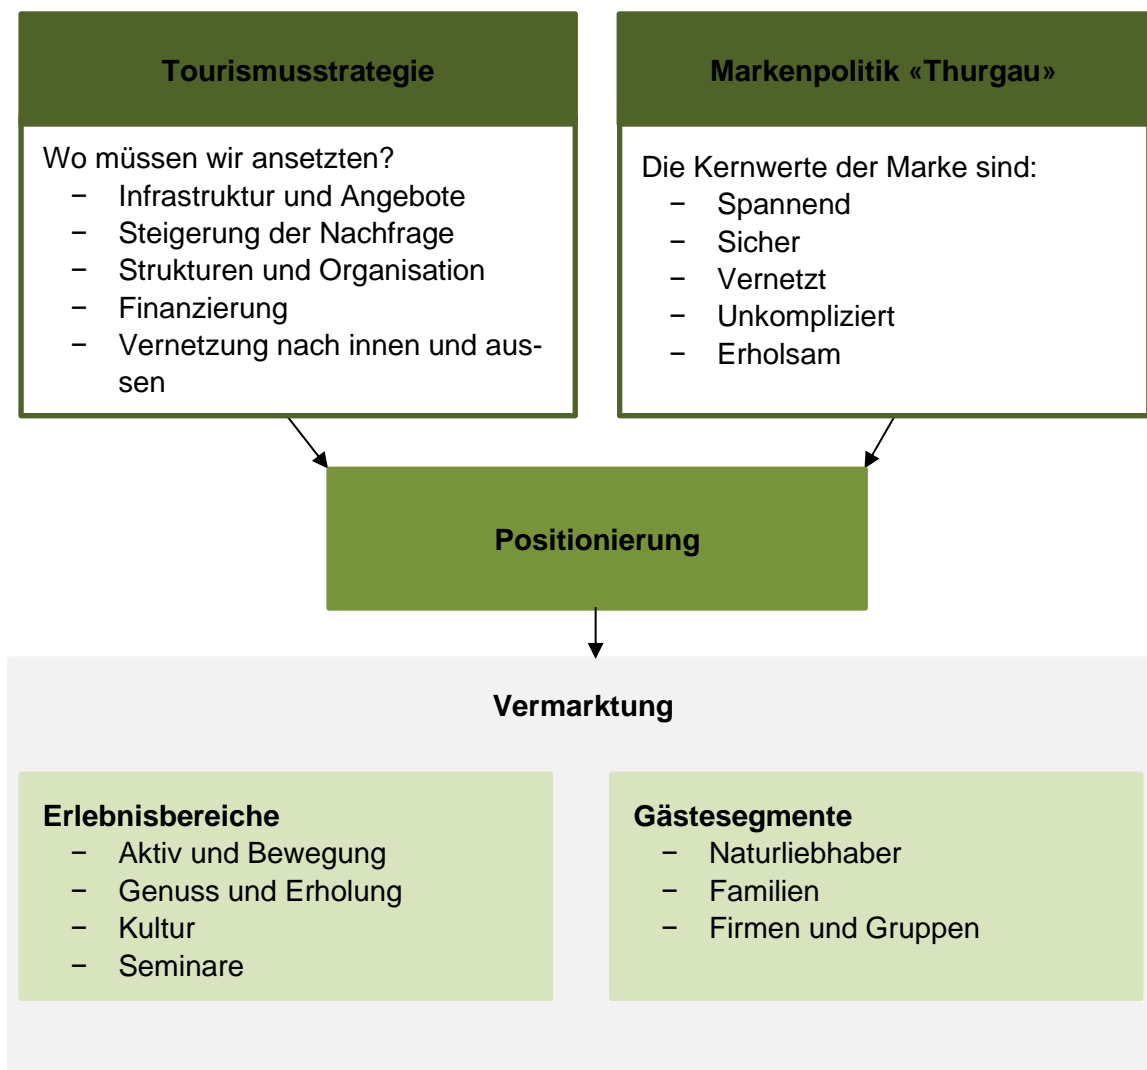 Tourismusstrategie
Wo müssen wir ansetzten?
− Infrastruktur und Angebote
− Steigerung der Nachfrage
− Strukturen und Organisation
− Finanzierung
− Vernetzung nach innen und aus-
sen
Markenpolitik «Thurgau»
Die Kernwerte der Marke sind:
− Spannend
− Sicher
− Vernetzt
− Unkompliziert
− Erholsam
Positionierung
Vermarktung
Erlebnisbereiche
− Aktiv und Bewegung
− Genuss und Erholung
− Kultur
− Seminare
Gästesegmente
− Naturliebhaber
− Familien
− Firmen und Gruppen